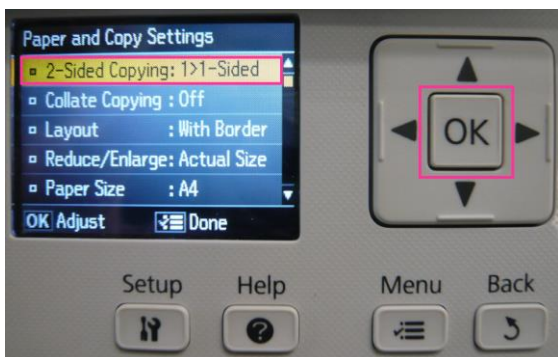 Paper and Copy Settings
2-Sided Copying: 1>1-Sided
Collate Copying : Off
Layout : With Border
Reduce/Enlarge: Actual Size
Paper Size : A4
OK Adjust Done
OK
Setup Help Menu Back